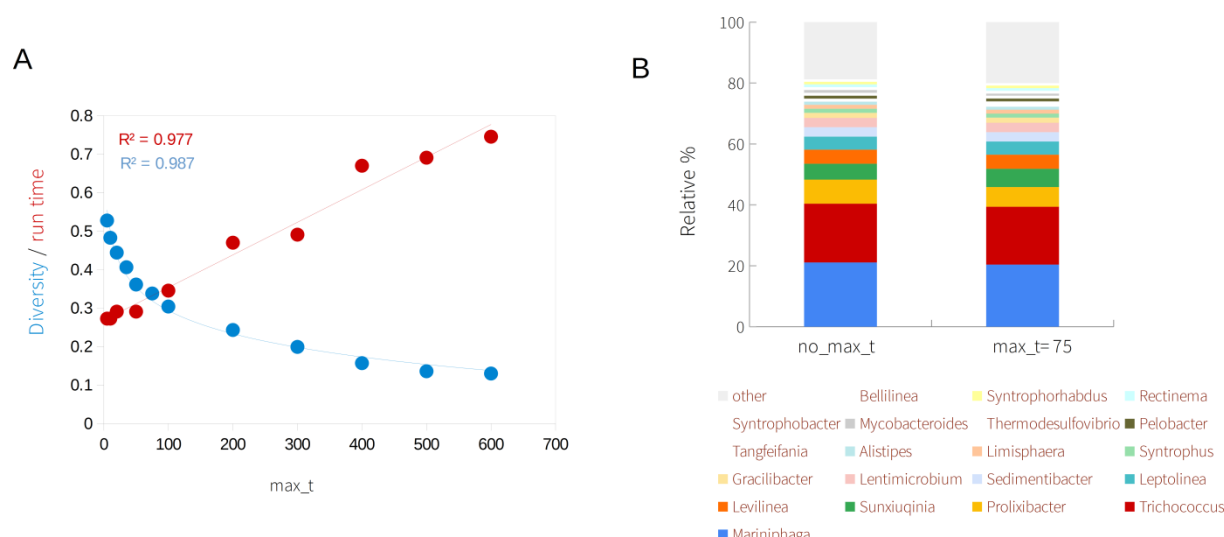 A
0.8
0.7
0.6
0.5
0.4
0.3
0.2
0.1
0
R² = 0.977
R² = 0.987
Diversity / run time
0 100 200 300 400 500 600 700
max_t
B
100
80
60
40
20
0
Relative %
no_max_t max_t=75
other Bellilinea Syntrophorhabdus Rectinema
Syntrophobacter Mycobacteroides Thermodesulfovibrio Pelobacter
Tangfeifania Alistipes Limisphaera Syntrophus
Gracilibacter Lentimicrobium Sedimentibacter Leptolinea
Levilinea Sunxiuqinia Prolixibacter Trichococcus
Mariniphaga